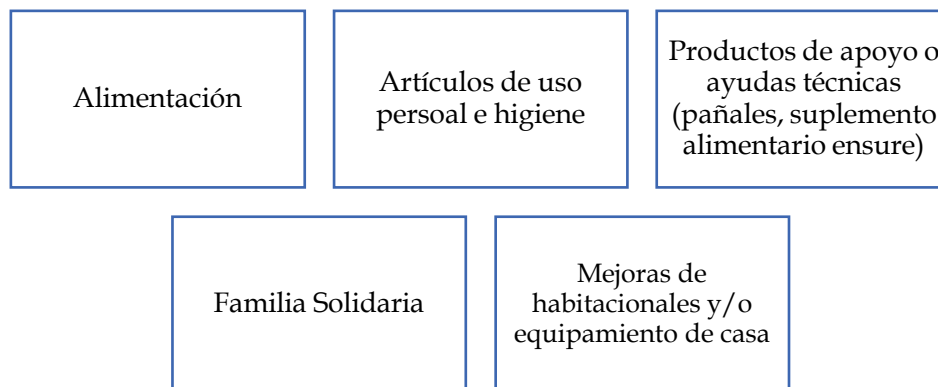 Alimentación
Artículos de uso
persoal e higiene
Productos de apoyo o
ayudas técnicas
(pañales, suplemento
alimentario ensure)
Familia Solidaria
Mejoras de
habitacionales y/o
equipamiento de casa